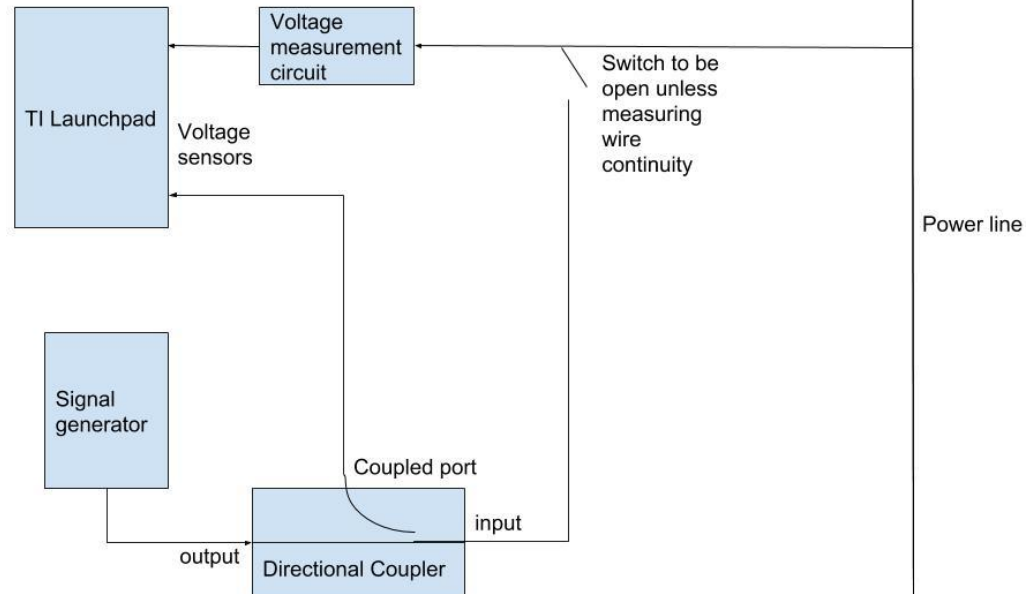 Voltage
measurement
circuit
TI Launchpad
Voltage
sensors
Switch to be
open unless
measuring
wire
continuity
Power line
Signal
generator
Coupled port
input
output
Directional Coupler